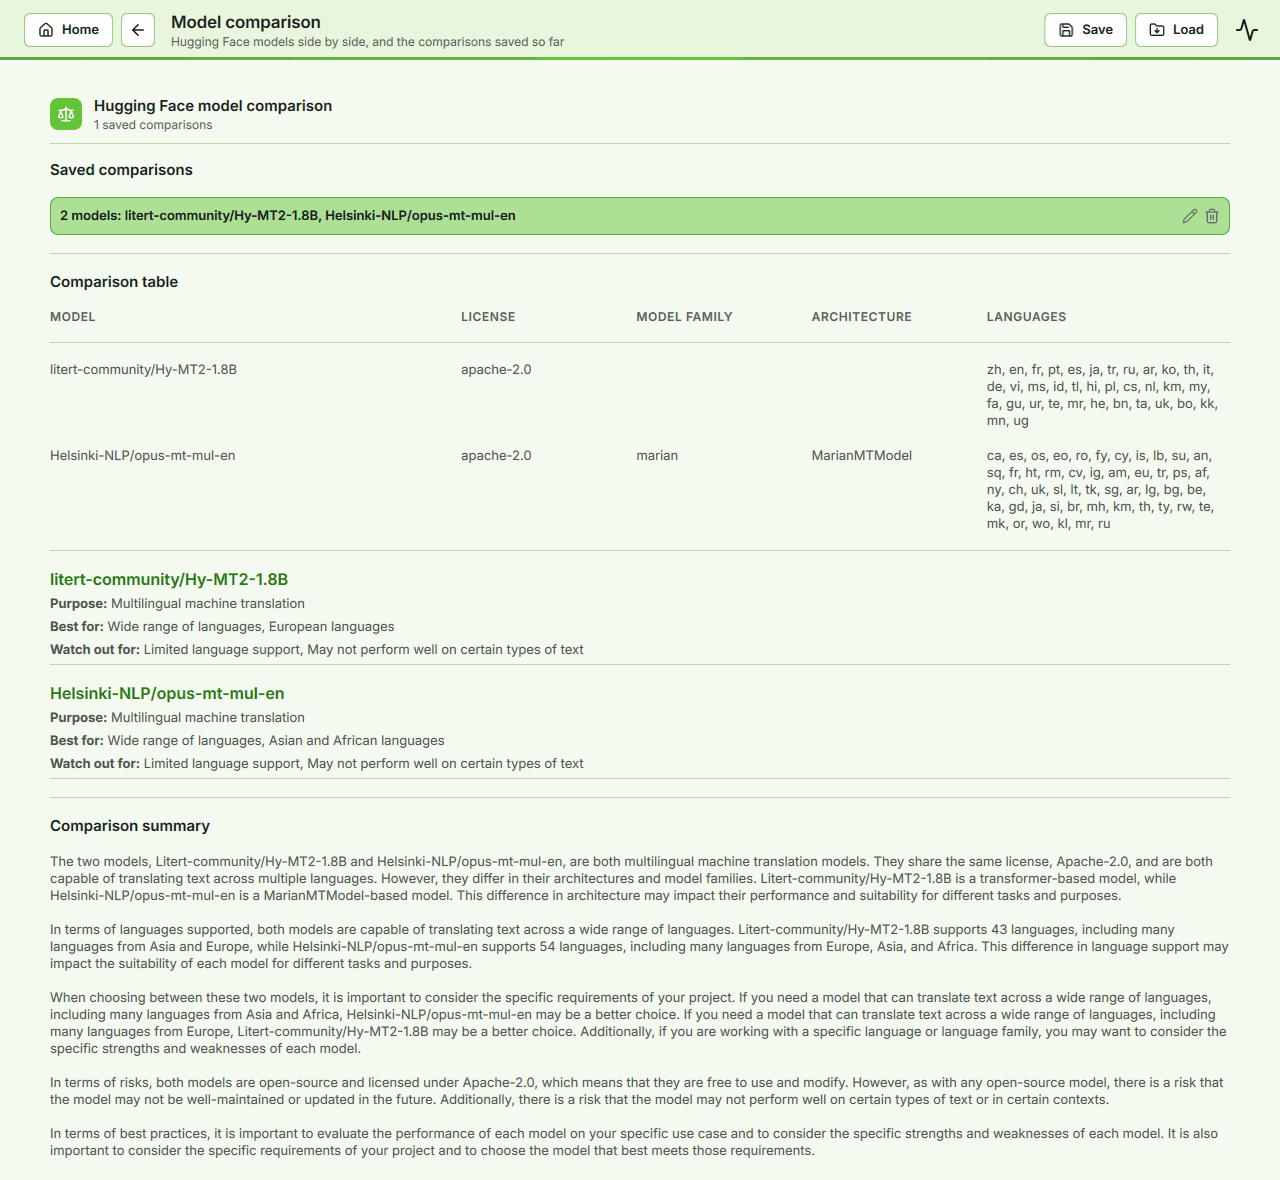 Home
Model comparison
Hugging Face models side by side, and the comparisons saved so far
Save
Load
Hugging Face model comparison
1 saved comparisons
Saved comparisons
2 models: litert-community/Hy-MT2-1.8B, Helsinki-NLP/opus-mt-mul-en
Comparison table
MODEL LICENSE MODEL FAMILY ARCHITECTURE LANGUAGES
litert-community/Hy-MT2-1.8B apache-2.0 zh, en, fr, pt, es, ja, tr, ru, ar, ko, th, it,
de, vi, ms, id, tl, hi, pl, cs, nl, km, my,
fa, gu, ur, te, mr, he, bn, ta, uk, bo, kk,
mn, ug
Helsinki-NLP/opus-mt-mul-en apache-2.0 marian MarianMTModel ca, es, os, eo, ro, fy, cy, is, lb, su, an,
sq, fr, ht, rm, cv, ig, am, eu, tr, ps, af,
ny, ch, uk, sl, lt, tk, sg, ar, lg, bg, be,
ka, gd, ja, si, br, mh, km, th, ty, rw, te,
mk, or, wo, kl, mr, ru
litert-community/Hy-MT2-1.8B
Purpose: Multilingual machine translation
Best for: Wide range of languages, European languages
Watch out for: Limited language support, May not perform well on certain types of text
Helsinki-NLP/opus-mt-mul-en
Purpose: Multilingual machine translation
Best for: Wide range of languages, Asian and African languages
Watch out for: Limited language support, May not perform well on certain types of text
Comparison summary
The two models, Litert-community/Hy-MT2-1.8B and Helsinki-NLP/opus-mt-mul-en, are both multilingual machine translation models. They share the same license, Apache-2.0, and are both
capable of translating text across multiple languages. However, they differ in their architectures and model families. Litert-community/Hy-MT2-1.8B is a transformer-based model, while
Helsinki-NLP/opus-mt-mul-en is a MarianMTModel-based model. This difference in architecture may impact their performance and suitability for different tasks and purposes.
In terms of languages supported, both models are capable of translating text across a wide range of languages. Litert-community/Hy-MT2-1.8B supports 43 languages, including many
languages from Asia and Europe, while Helsinki-NLP/opus-mt-mul-en supports 54 languages, including many languages from Europe, Asia, and Africa. This difference in language support may
impact the suitability of each model for different tasks and purposes.
When choosing between these two models, it is important to consider the specific requirements of your project. If you need a model that can translate text across a wide range of languages,
including many languages from Asia and Africa, Helsinki-NLP/opus-mt-mul-en may be a better choice. If you need a model that can translate text across a wide range of languages, including
many languages from Europe, Litert-community/Hy-MT2-1.8B may be a better choice. Additionally, if you are working with a specific language or language family, you may want to consider the
specific strengths and weaknesses of each model.
In terms of risks, both models are open-source and licensed under Apache-2.0, which means that they are free to use and modify. However, as with any open-source model, there is a risk that
the model may not be well-maintained or updated in the future. Additionally, there is a risk that the model may not perform well on certain types of text or in certain contexts.
In terms of best practices, it is important to evaluate the performance of each model on your specific use case and to consider the specific strengths and weaknesses of each model. It is also
important to consider the specific requirements of your project and to choose the model that best meets those requirements.